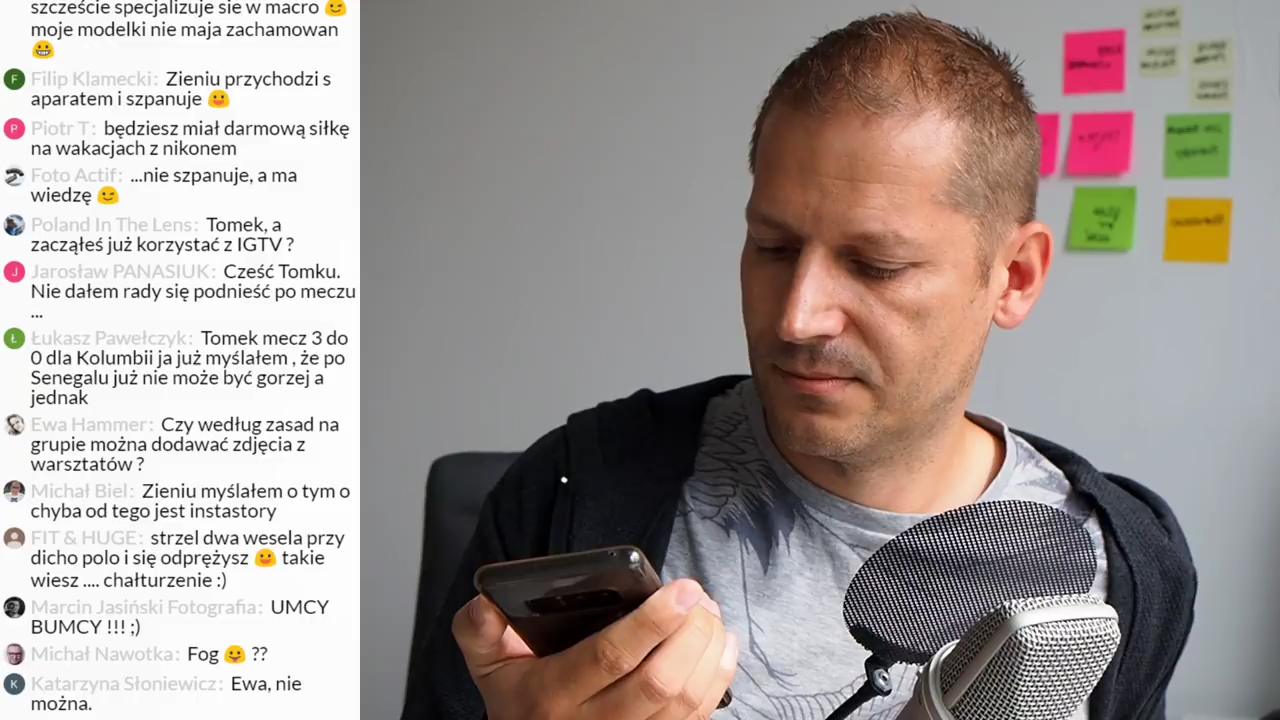 szczeście specjalizuje sie w macro 😉
moje modelki nie maja zachamowan
😀
F Filip Klamecki: Zieniu przychodzi s
aparatem i szpanuje 😃
P Piotr T: będziesz miał darmową siłkę
na wakacjach z nikonem
Foto Actif: ...nie szpanuje, a ma
wiedzę 😉
Poland In The Lens: Tomek, a
zacząłeś już korzystać z IGTV ?
J Jarosław PANASIUK: Cześć Tomku.
Nie dałem rady się podnieść po meczu
...
Ł Łukasz Pawełczyk: Tomek mecz 3 do
0 dla Kolumbii ja już myślałem , że po
Senegalu już nie może być gorzej a
jednak
Ewa Hammer: Czy według zasad na
grupie można dodawać zdjęcia z
warsztatów ?
Michał Biel: Zieniu myślałem o tym o
chyba od tego jest instastory
FIT & HUGE: strzel dwa wesela przy
dicho polo i się odprężysz 😃 takie
wiesz .... chałturzenie :)
Marcin Jasiński Fotografia: UMCY
BUMCY !!! ;)
Michał Nawotka: Fog 😛 ??
K Katarzyna Słoniewicz: Ewa, nie
można.